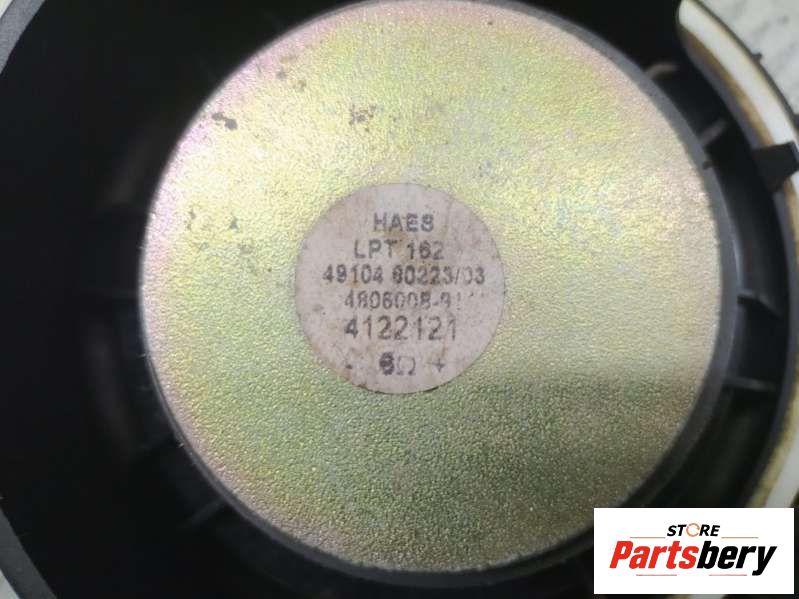 HAES
LPT 162
49104 60223/03
4122121
- 6Ω +
STORE
Partsbery